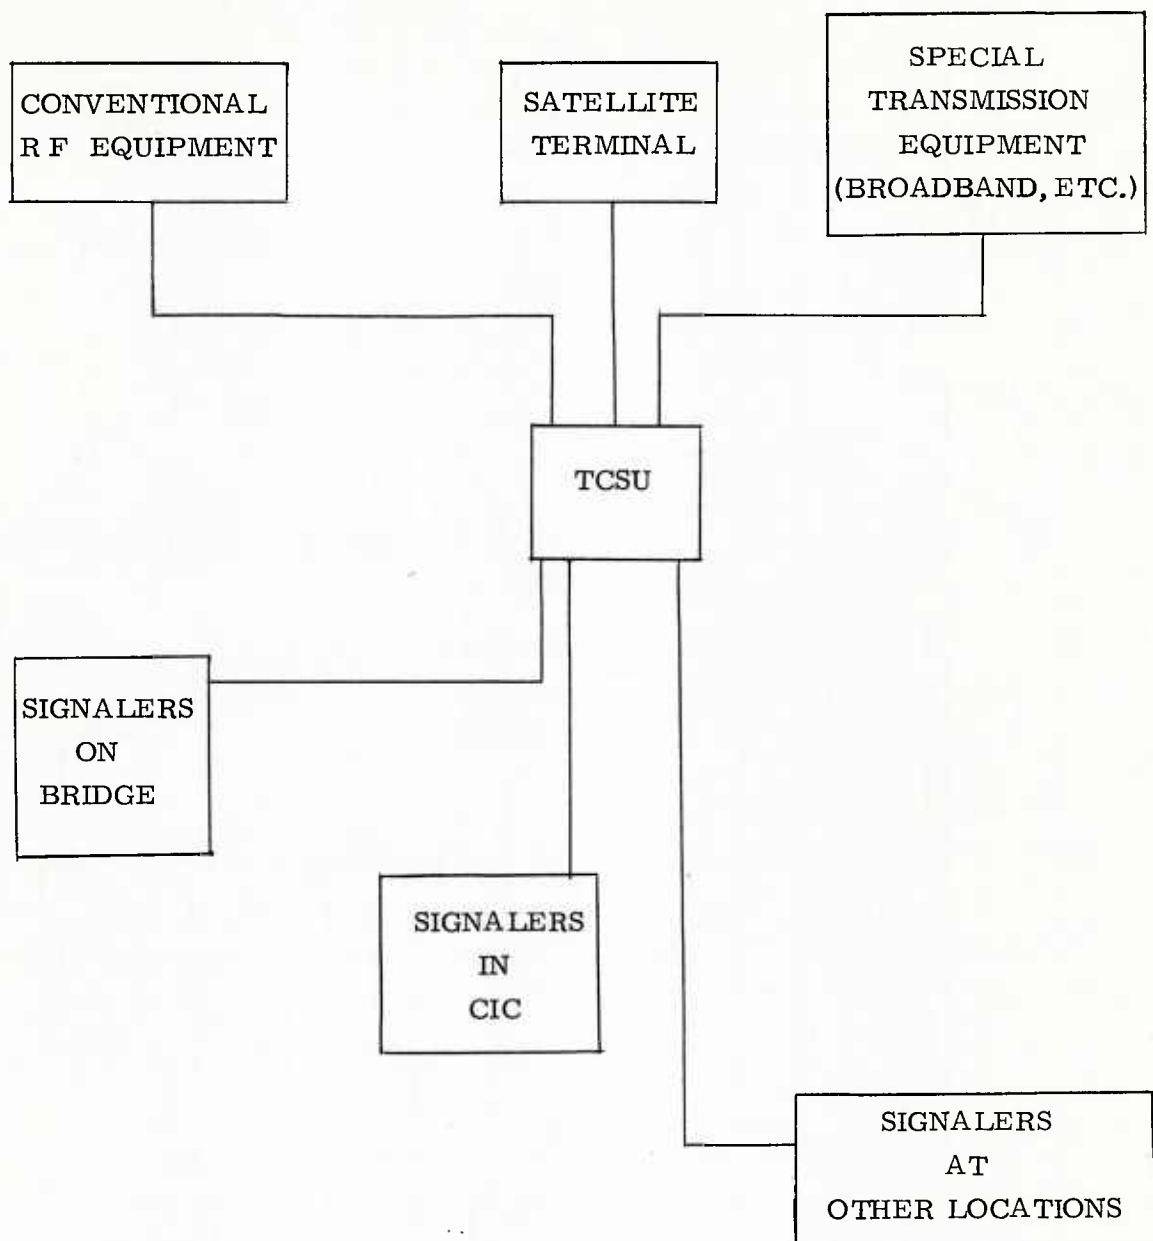 CONVENTIONAL
RF EQUIPMENT
SATELLITE
TERMINAL
SPECIAL
TRANSMISSION
EQUIPMENT
(BROADBAND, ETC.)
TCSU
SIGNALERS
ON
BRIDGE
SIGNALERS
IN
CIC
SIGNALERS
AT
OTHER LOCATIONS